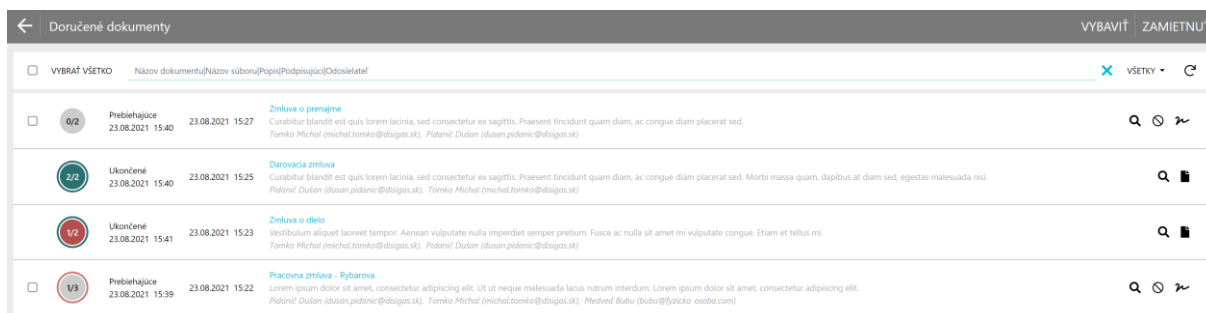 Doručené dokumenty VYBAVIŤ ZAMIETNUŤ
VYBRAŤ VŠETKO Názov dokumentu|Názov súboru|Popis|Podpisujúci|Odosielateľ VŠETKY
Zmluva o prenajme
0/2 Prebiehajúce 23.08.2021 15:40 23.08.2021 15:27 Curabitur blandit est quis lorem lacinia, sed consectetur ex sagittis. Praesent tincidunt quam diam, ac congue diam placerat sed.
Tomko Michal (michal.tomko@disigas.sk), Pidanič Dušan (dusan.pidanic@disigas.sk)
Darovacia zmluva
2/2 Ukončené 23.08.2021 15:40 23.08.2021 15:25 Curabitur blandit est quis lorem lacinia, sed consectetur ex sagittis. Praesent tincidunt quam diam, ac congue diam placerat sed. Morbi massa quam, dapibus at diam sed, egestas malesuada nisi.
Pidanič Dušan (dusan.pidanic@disigas.sk), Tomko Michal (michal.tomko@disigas.sk)
Zmluva o dielo
1/2 Ukončené 23.08.2021 15:41 23.08.2021 15:23 Vestibulum aliquet laoreet tempor. Aenean vulputate nulla imperdiet semper pretium. Fusce ac nulla sit amet mi vulputate congue. Etiam et tellus mi.
Tomko Michal (michal.tomko@disigas.sk), Pidanič Dušan (dusan.pidanic@disigas.sk)
Pracovna zmluva - Rybarova
1/3 Prebiehajúce 23.08.2021 15:39 23.08.2021 15:22 Lorem ipsum dolor sit amet, consectetur adipiscing elit. Ut ut neque malesuada lacus rutrum interdum. Lorem ipsum dolor sit amet, consectetur adipiscing elit.
Pidanič Dušan (dusan.pidanic@disigas.sk), Tomko Michal (michal.tomko@disigas.sk), Medved Bubu (bubu@fyzicka-osoba.com)